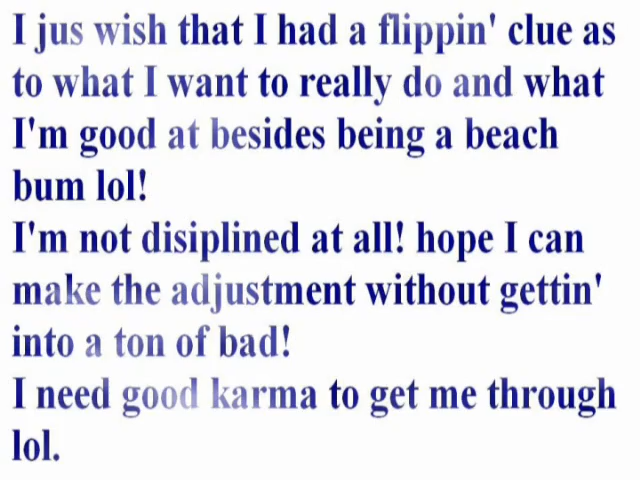 I jus wish that I had a flippin' clue as
to what I want to really do and what
I'm good at besides being a beach
bum lol!
I'm not disiplined at all! hope I can
make the adjustment without gettin'
into a ton of bad!
I need good karma to get me through
lol.